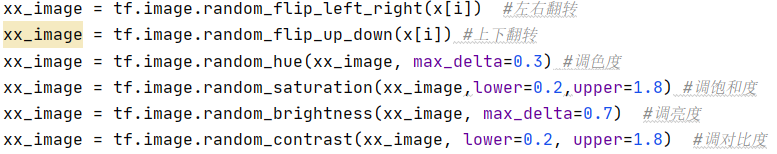 xx_image = tf.image.random_flip_left_right(x[i])  #左右翻转
xx_image = tf.image.random_flip_up_down(x[i]) #上下翻转
xx_image = tf.image.random_hue(xx_image, max_delta=0.3) #调色度
xx_image = tf.image.random_saturation(xx_image,lower=0.2,upper=1.8) #调饱和度
xx_image = tf.image.random_brightness(xx_image, max_delta=0.7)  #调亮度
xx_image = tf.image.random_contrast(xx_image, lower=0.2, upper=1.8)  #调对比度